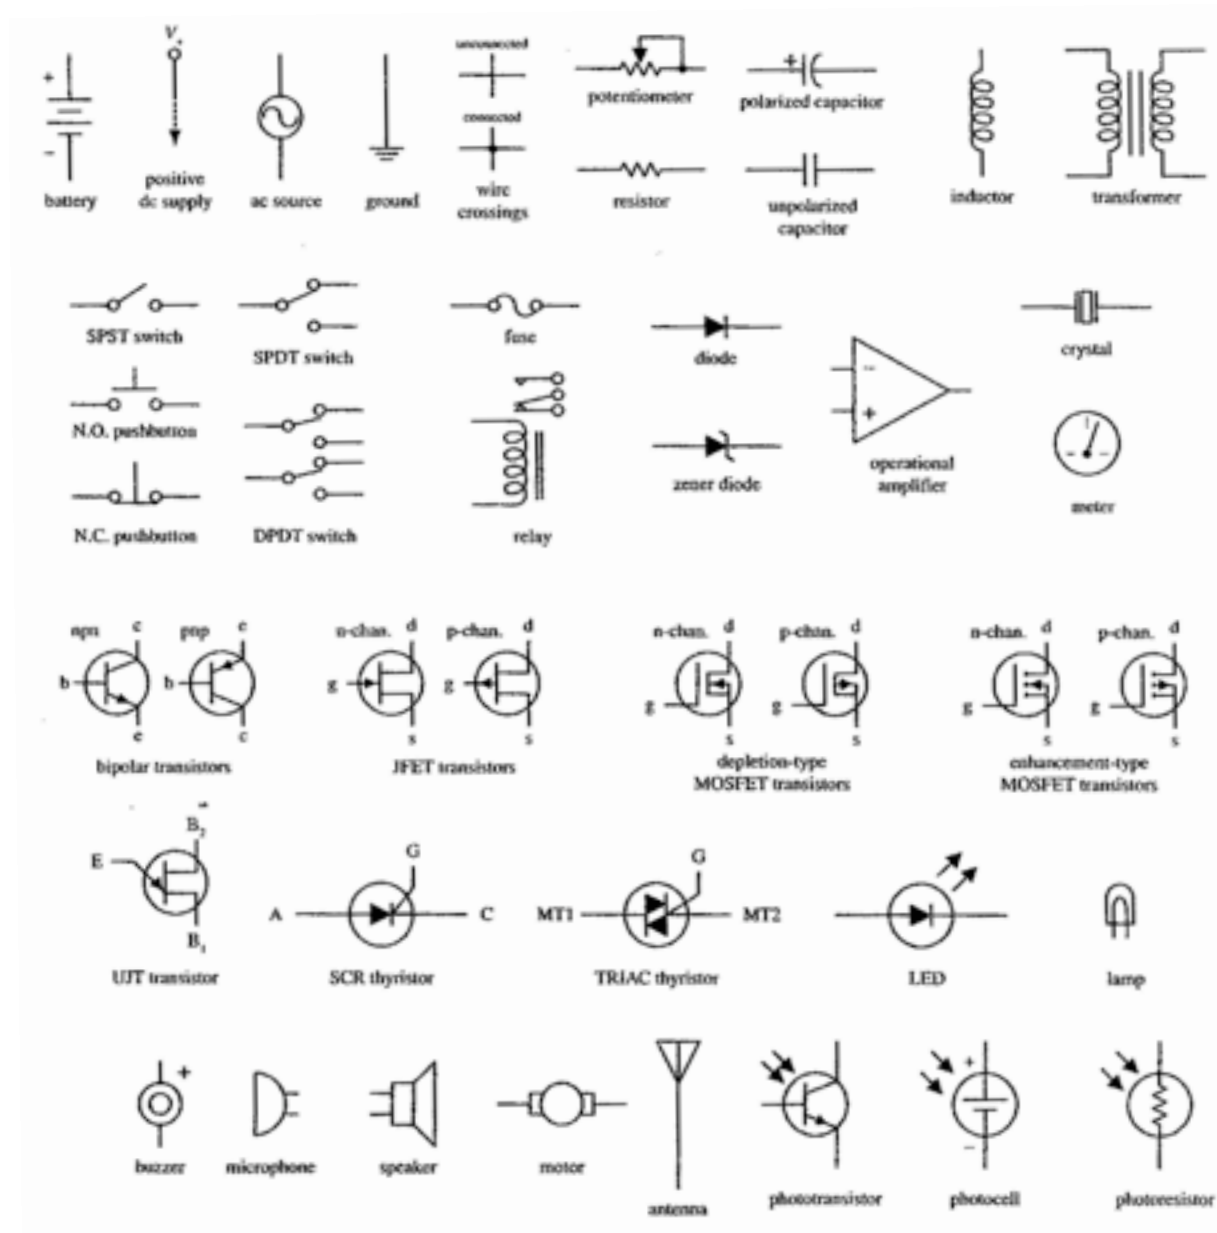 V+
unconnected
+
+
potentiometer
polarized capacitor
connected
−
battery
positive
dc supply
ac source
ground
wire
crossings
resistor
unpolarized
capacitor
inductor
transformer
SPST switch
SPDT switch
fuse
diode
crystal
N.O. pushbutton
−
+
zener diode
operational
amplifier
meter
N.C. pushbutton
DPDT switch
relay
npn c pnp e
b b
e c
bipolar transistors
n-chan. d p-chan. d
g g
s s
JFET transistors
n-chan. d p-chan. d
g g
s s
depletion-type
MOSFET transistors
n-chan. d p-chan. d
g g
s s
enhancement-type
MOSFET transistors
B2
E
B1
UJT transistor
G
A C
SCR thyristor
G
MT1 MT2
TRIAC thyristor
LED
lamp
+
buzzer
microphone
speaker
motor
antenna
phototransistor
+
−
photocell
photoresistor